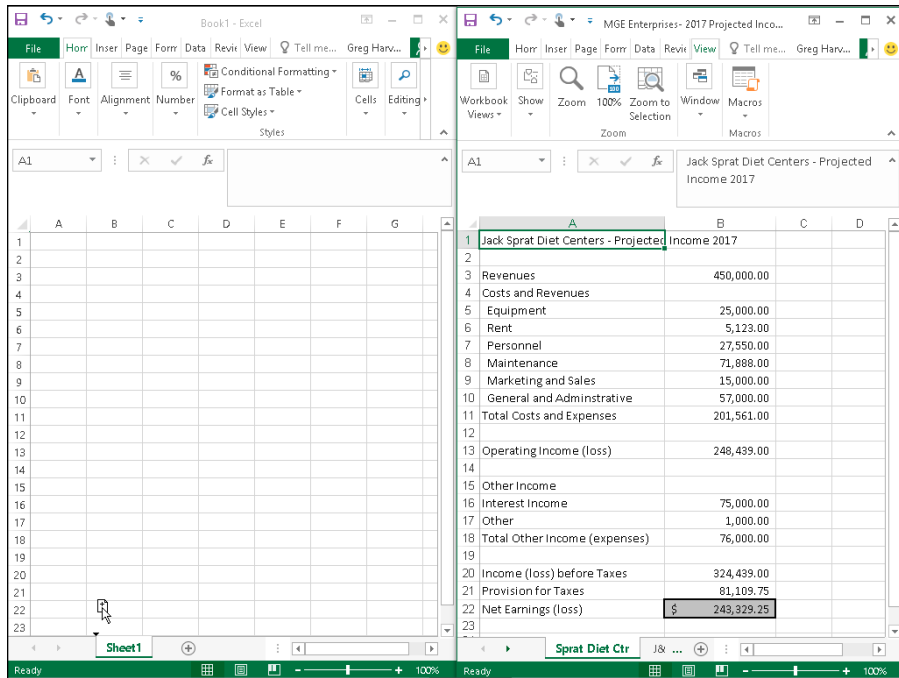 Book1 - Excel
File Horr Inser Page Forrr Data Revie View Tell me... Greg Harv...
Clipboard Font Alignment Number
%
Conditional Formatting
Format as Table
Cell Styles
Cells Editing
Styles
A1 fx
A B C D E F G
1
2
3
4
5
6
7
8
9
10
11
12
13
14
15
16
17
18
19
20
21
22
23
Sheet1
Ready 100%
MGE Enterprises- 2017 Projected Inco...
File Horr Inser Page Forrr Data Revie View Tell me... Greg Harv...
Workbook Views Show Zoom 100% Zoom to Selection Window Macros
100
Zoom Macros
A1 fx Jack Sprat Diet Centers - Projected
Income 2017
A B C D
1 Jack Sprat Diet Centers - Projected Income 2017
2
3 Revenues 450,000.00
4 Costs and Revenues
5 Equipment 25,000.00
6 Rent 5,123.00
7 Personnel 27,550.00
8 Maintenance 71,888.00
9 Marketing and Sales 15,000.00
10 General and Adminstrative 57,000.00
11 Total Costs and Expenses 201,561.00
12
13 Operating Income (loss) 248,439.00
14
15 Other Income
16 Interest Income 75,000.00
17 Other 1,000.00
18 Total Other Income (expenses) 76,000.00
19
20 Income (loss) before Taxes 324,439.00
21 Provision for Taxes 81,109.75
22 Net Earnings (loss) $ 243,329.25
23
Sprat Diet Ctr J& ...
Ready 100%